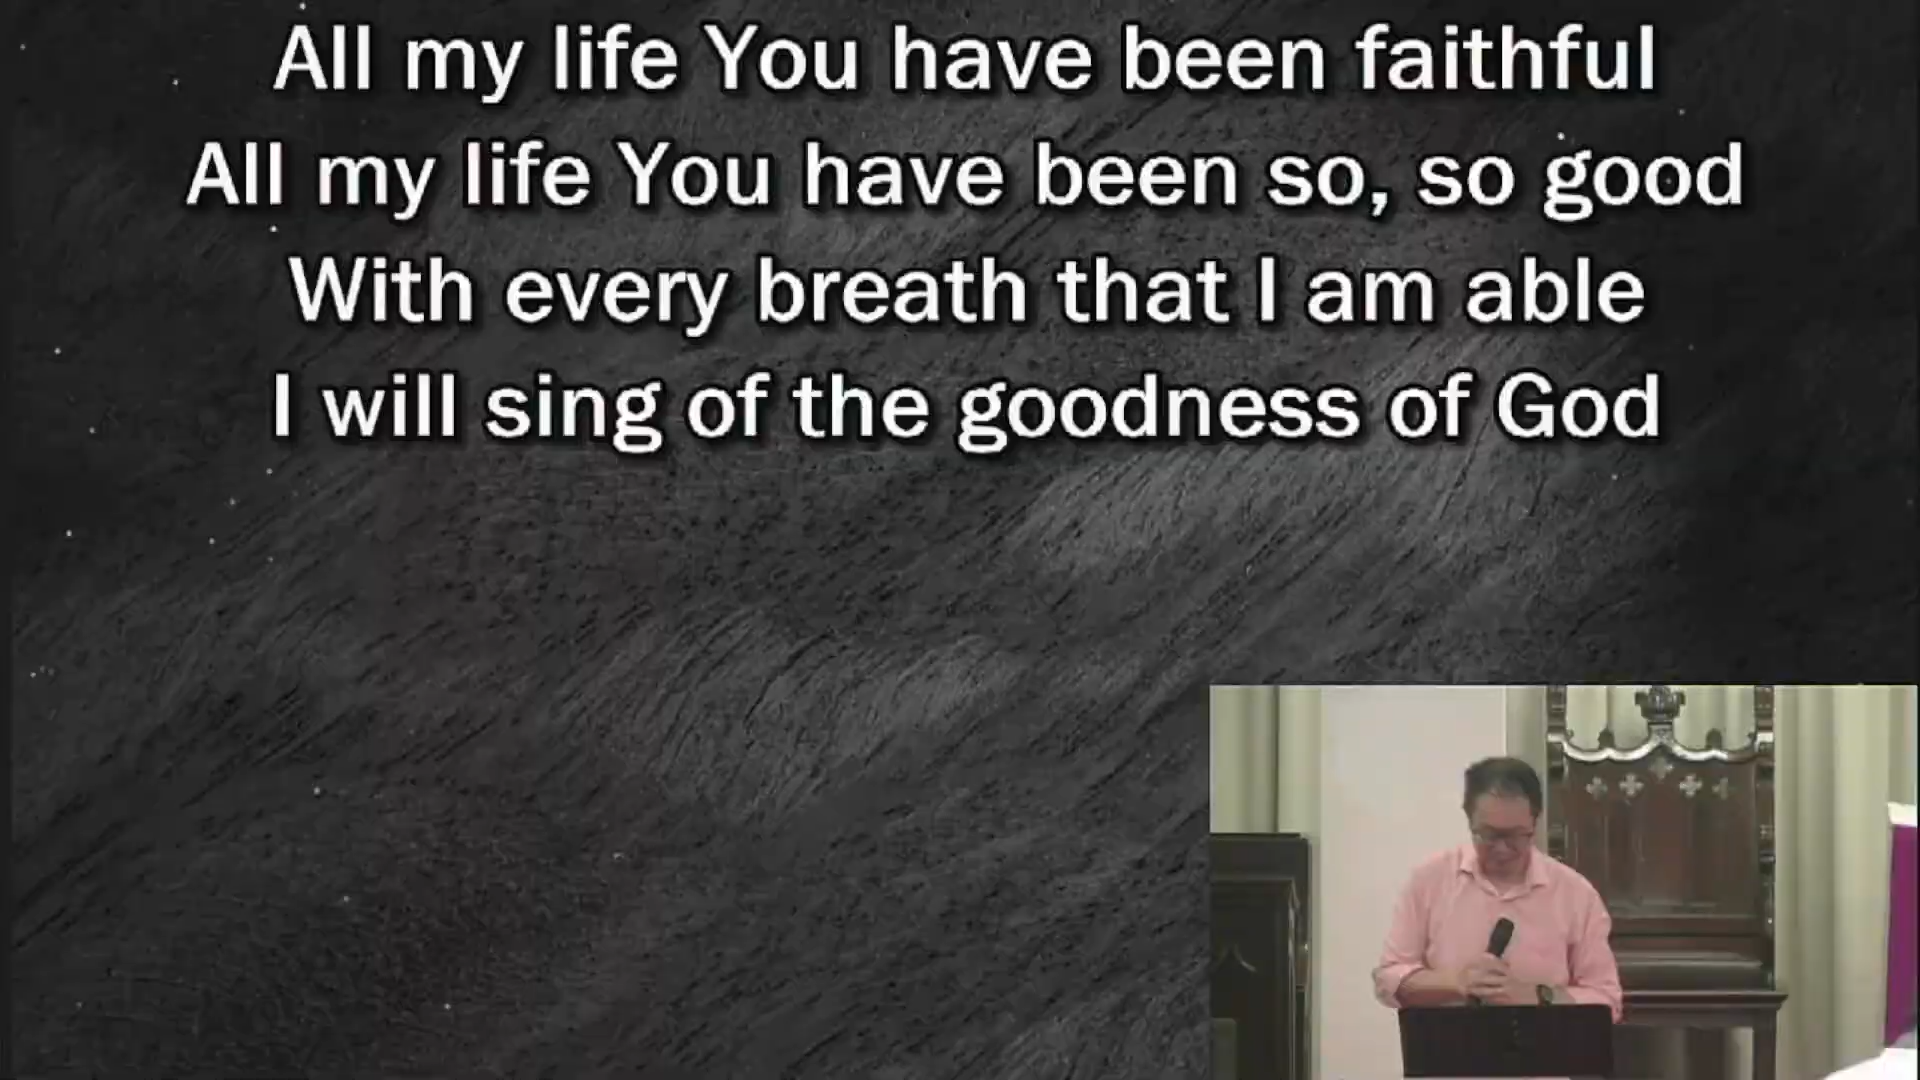 All my life You have been faithful
All my life You have been so, so good
With every breath that I am able
I will sing of the goodness of God